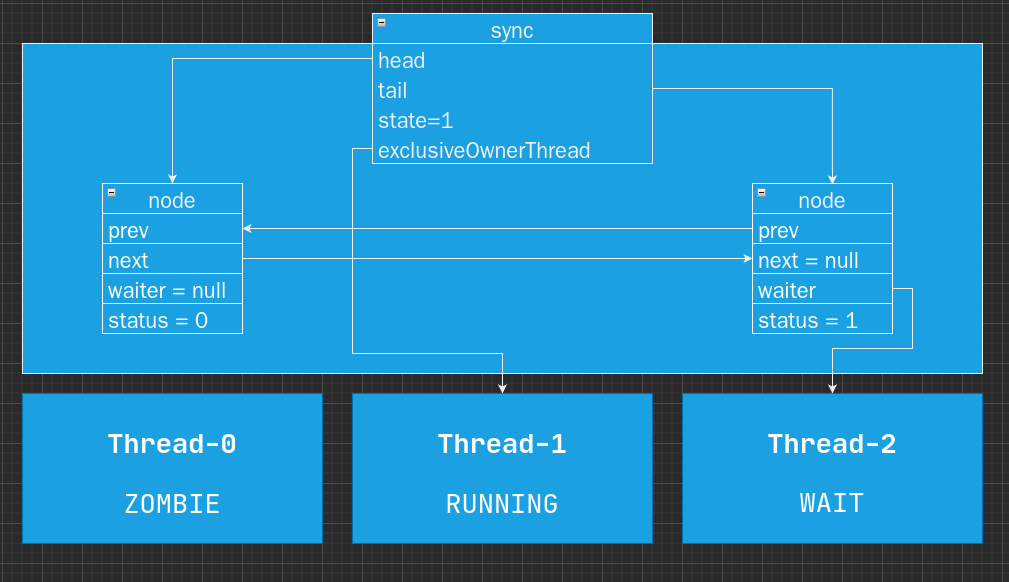 sync
head
tail
state=1
exclusiveOwnerThread
node
prev
next
waiter = null
status = 0
node
prev
next = null
waiter
status = 1
Thread-0
ZOMBIE
Thread-1
RUNNING
Thread-2
WAIT